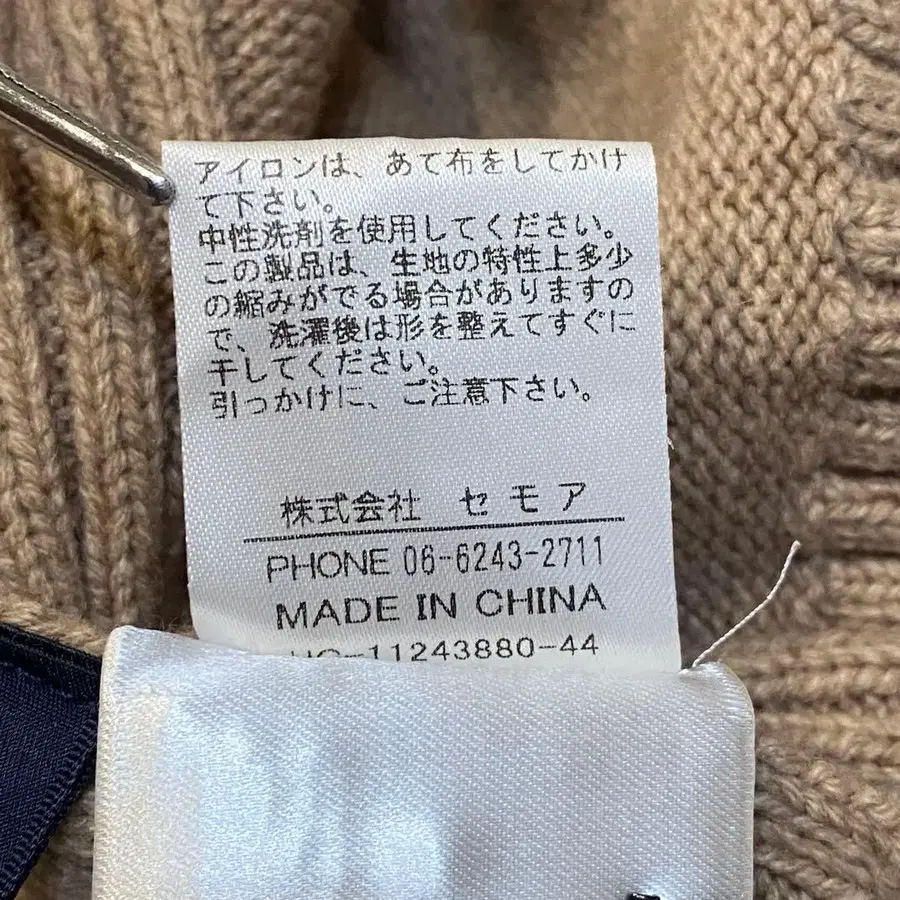 アイロンは、あて布をしてかけ
て下さい。
中性洗剤を使用してください。
この製品は、生地の特性上多少
の縮みがでる場合がありますの
で、洗濯後は形を整えてすぐに
干してください。
引っかけに、ご注意下さい。
株式会社 セモア
PHONE 06-6243-2711
MADE IN CHINA
-11243880-44